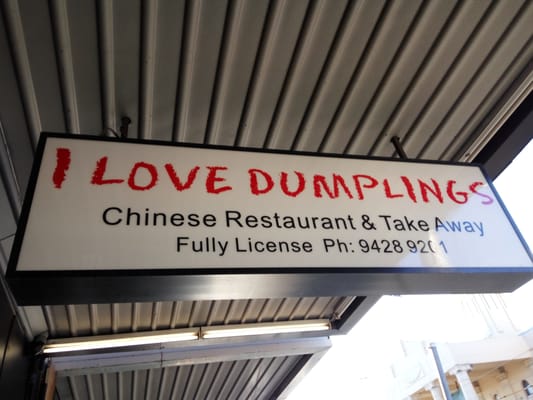 I LOVE DUMPLINGS
Chinese Restaurant & Take Away
Fully License Ph: 9428 9201